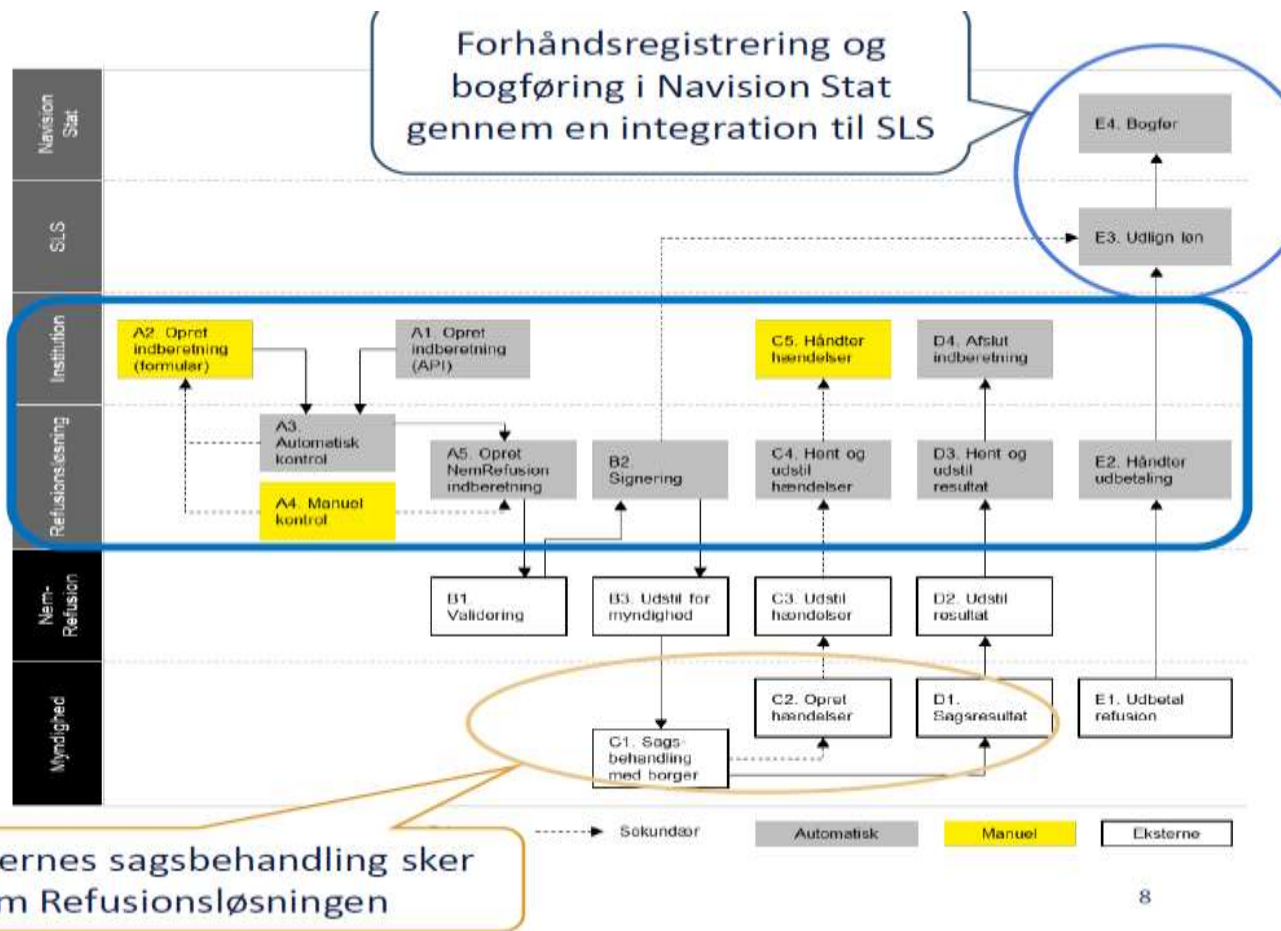 Forhåndsregistrering og
bogføring i Navision Stat
gennem en integration til SLS
Navision
Stat
E4. Bogfør
SLS
E3. Udlign løn
Institution
A2. Opret
indberetning
(formular)
A1. Opret
indberetning
(API)
C5. Håndter
hændelser
D4. Afslut
indberetning
Refusionsløsning
A3.
Automatisk
kontrol
A4. Manuel
kontrol
A5. Opret
NemRefusion
indberetning
B2.
Signering
C4. Hent og
udstil
hændelser
D3. Hent og
udstil
resultat
E2. Håndter
udbetaling
Nem-
Refusion
B1.
Validering
B3. Udstil for
myndighed
C3. Udstil
hændelser
D2. Udstil
resultat
Myndighed
C1. Sags-
behandling
med borger
C2. Opret
hændelser
D1.
Sagsresultat
E1. Udbetal
refusion
Sekundær
Automatisk
Manuel
Eksterne
ernes sagsbehandling sker
m Refusionsløsningen
8